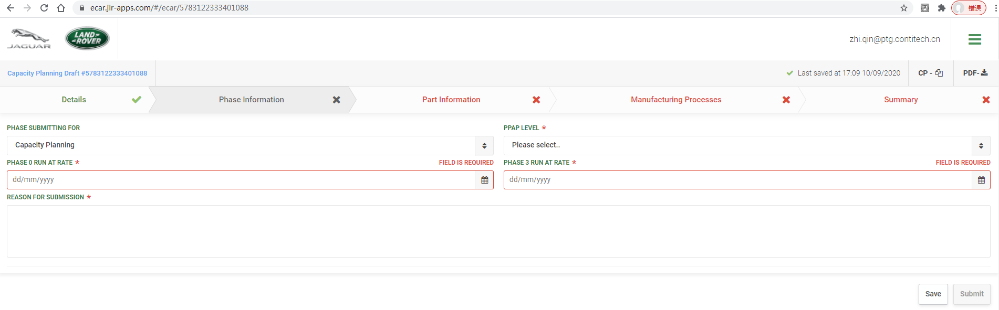 ecar.jlr-apps.com/#/ecar/5783122333401088
错误
JAGUAR
LAND-
-ROVER
zhi.qin@ptg.contitech.cn
Capacity Planning Draft #5783122333401088
Last saved at 17:09 10/09/2020
CP -
PDF-
Details
Phase Information
Part Information
Manufacturing Processes
Summary
PHASE SUBMITTING FOR
PPAP LEVEL *
Capacity Planning
Please select..
PHASE 0 RUN AT RATE *
FIELD IS REQUIRED
PHASE 3 RUN AT RATE *
FIELD IS REQUIRED
dd/mm/yyyy
dd/mm/yyyy
REASON FOR SUBMISSION *
Save
Submit